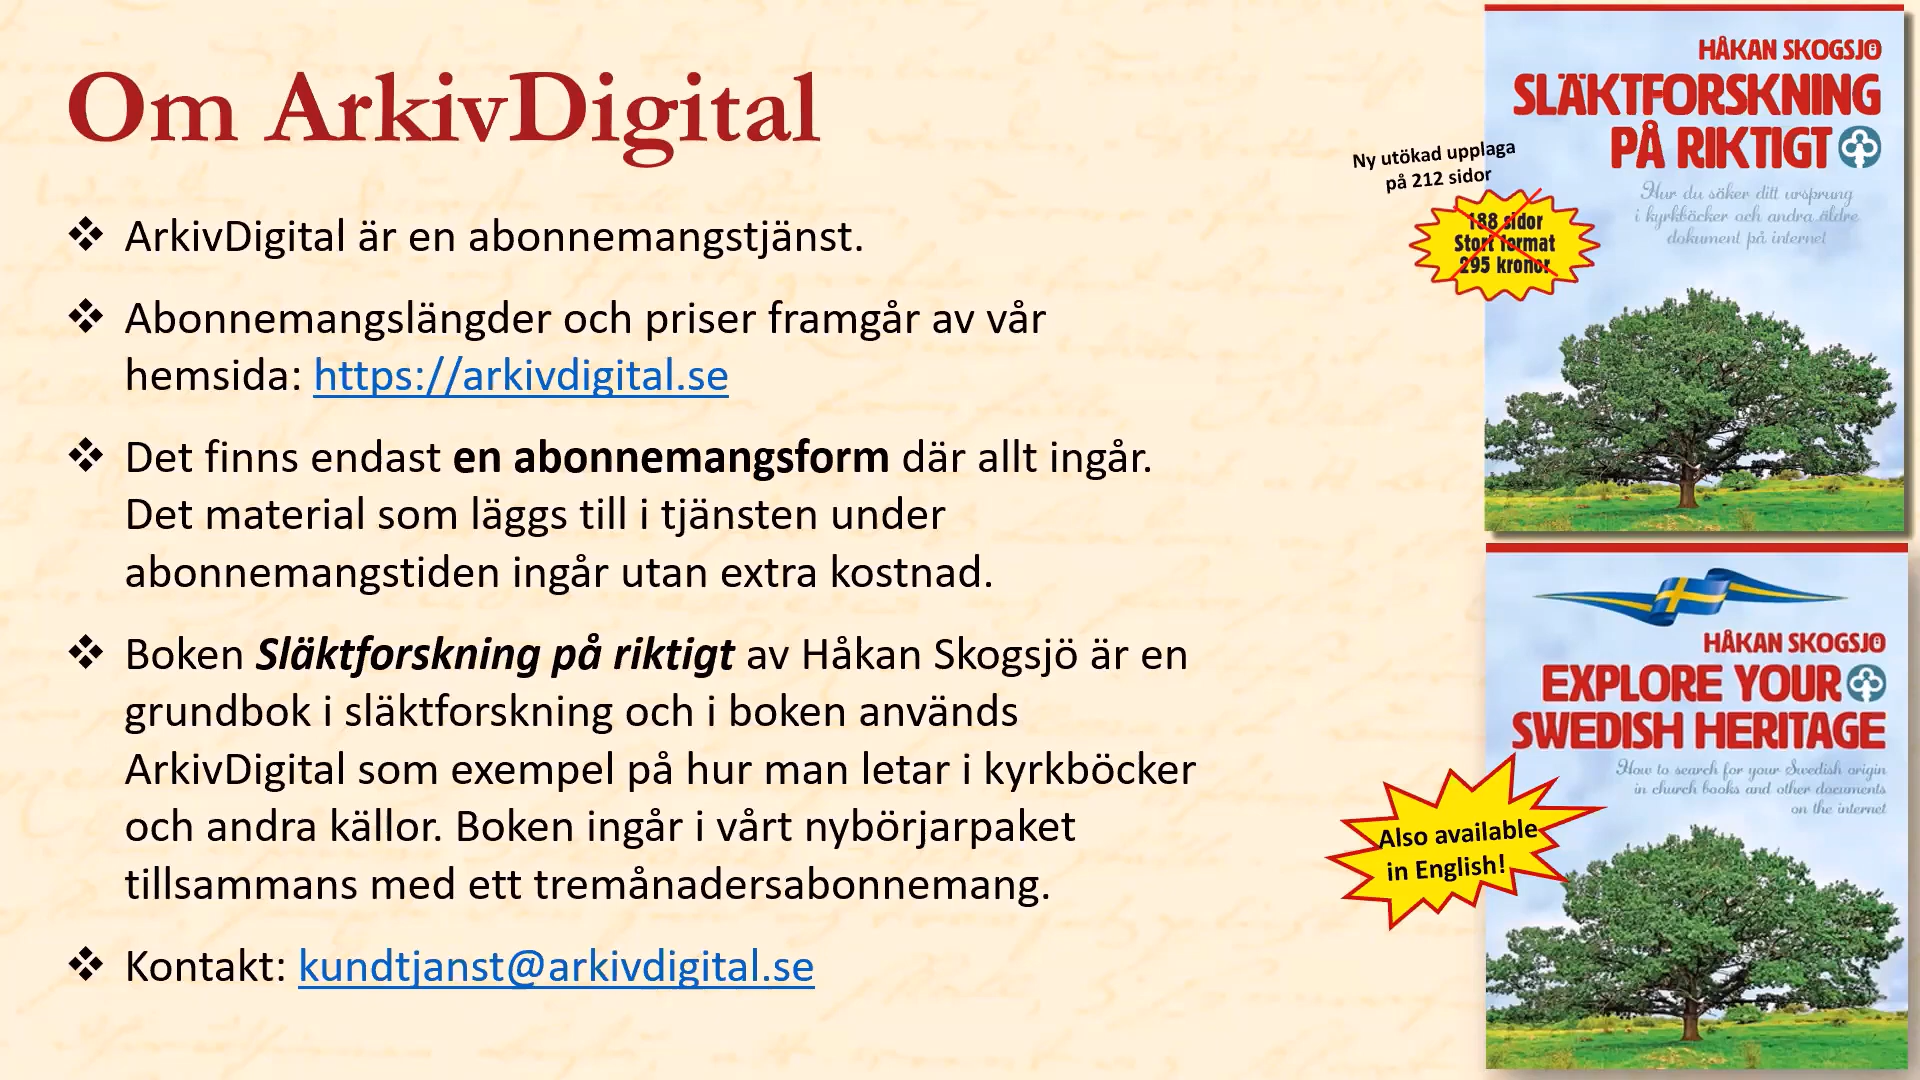 Om ArkivDigital
❖ ArkivDigital är en abonnemangstjänst.
❖ Abonnemangslängder och priser framgår av vår
hemsida: https://arkivdigital.se
❖ Det finns endast en abonnemangsform där allt ingår.
Det material som läggs till i tjänsten under
abonnemangstiden ingår utan extra kostnad.
❖ Boken Släktforskning på riktigt av Håkan Skogsjö är en
grundbok i släktforskning och i boken används
ArkivDigital som exempel på hur man letar i kyrkböcker
och andra källor. Boken ingår i vårt nybörjarpaket
tillsammans med ett tremånadersabonnemang.
❖ Kontakt: kundtjanst@arkivdigital.se
HÅKAN SKOGSJÖ
SLÄKTFORSKNING
PÅ RIKTIGT
Hur du söker ditt ursprung
i kyrkböcker och andra äldre
dokument på internet
Ny utökad upplaga
på 212 sidor
188 sidor
Stort format
295 kronor
HÅKAN SKOGSJÖ
EXPLORE YOUR
SWEDISH HERITAGE
How to search for your Swedish origin
in church books and other documents
on the internet
Also available
in English!